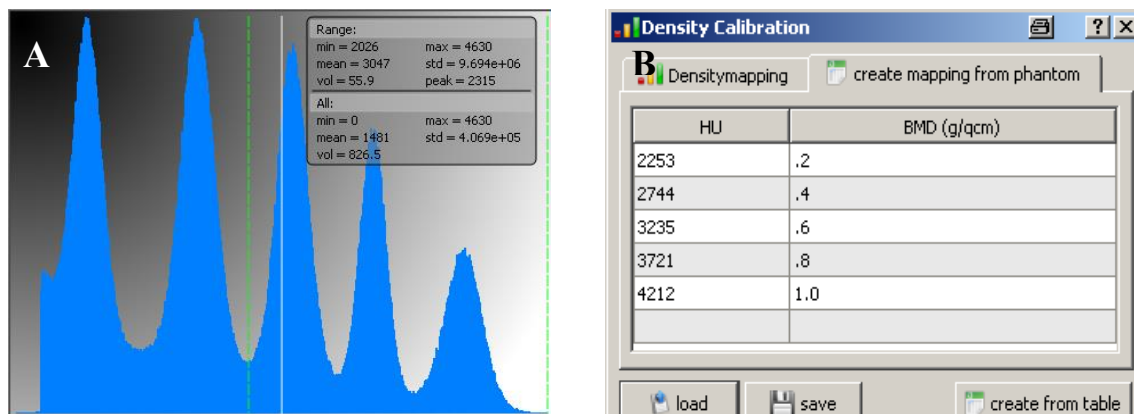 A
Range:
min = 2026 max = 4630
mean = 3047 std = 9.694e+06
vol = 55.9 peak = 2315
All:
min = 0 max = 4630
mean = 1481 std = 4.069e+05
vol = 826.5
Density Calibration
B
Densitymapping create mapping from phantom
HU BMD (g/qcm)
2253 .2
2744 .4
3235 .6
3721 .8
4212 1.0
load save create from table